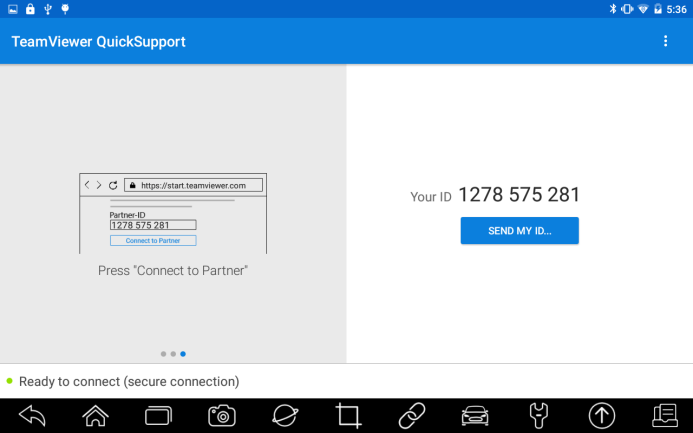 5:36
TeamViewer QuickSupport
https://start.teamviewer.com
Partner-ID
1278 575 281
Connect to Partner
Press "Connect to Partner"
Your ID 1278 575 281
SEND MY ID...
Ready to connect (secure connection)